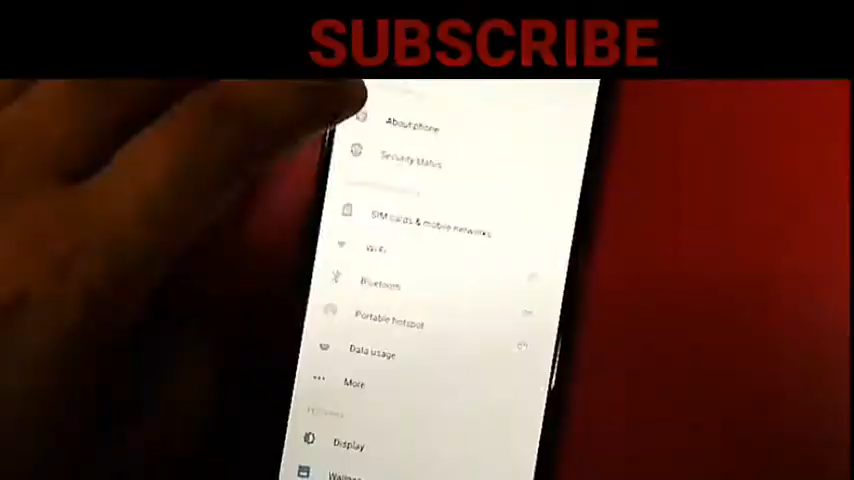 SUBSCRIBE
About phone
Security status
SIM cards & mobile networks
Wi-Fi
Bluetooth
Portable hotspot
Data usage
More
Display